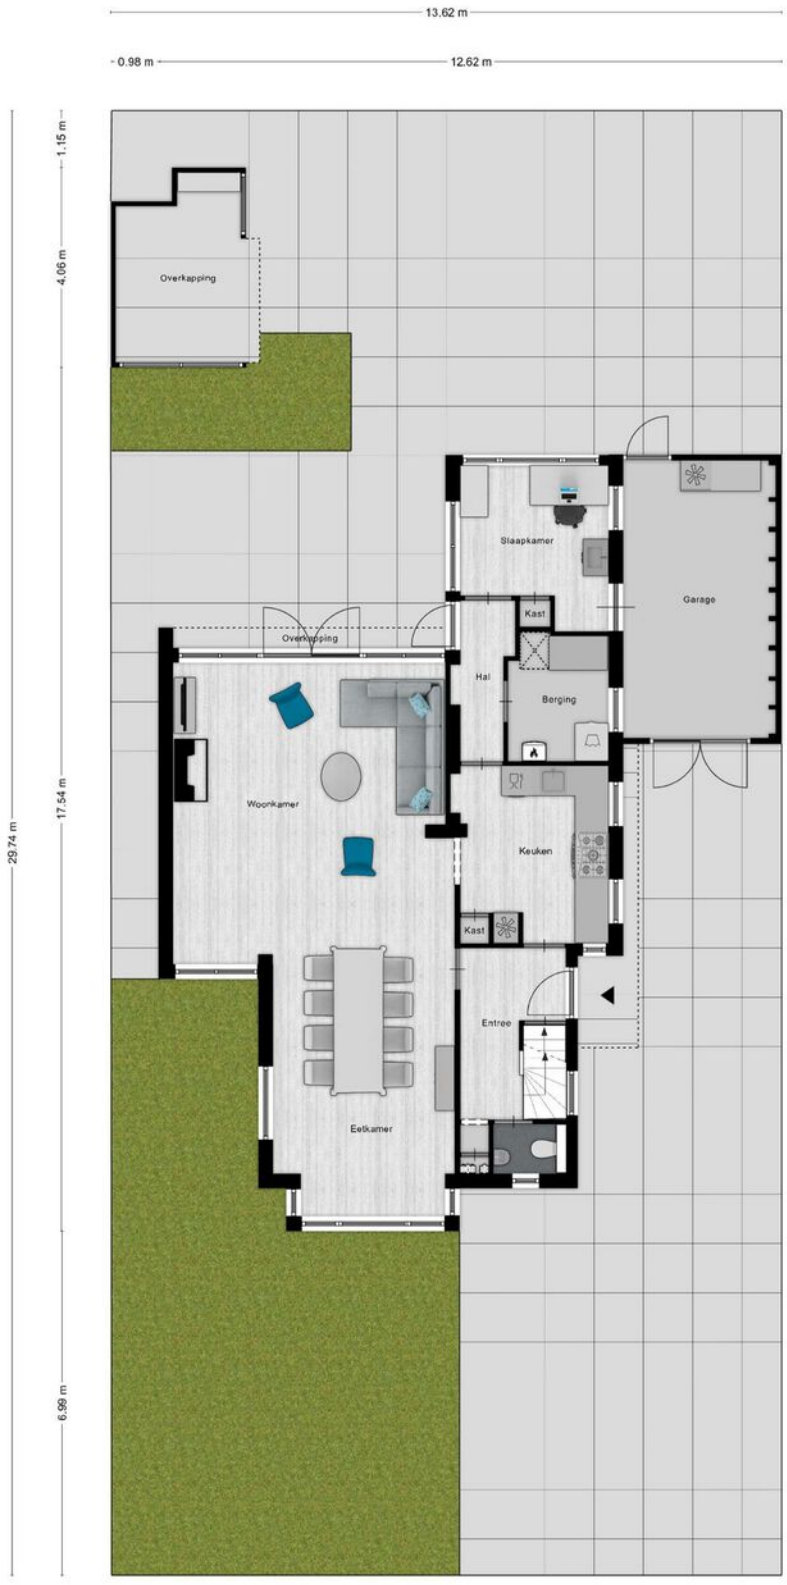 13.62 m
0.98 m
12.62 m
1.15 m
4.06 m
Overkapping
Slaapkamer
Garage
Kast
Overkapping
Hal
Berging
17.54 m
29.74 m
Woonkamer
Keuken
Kast
Entree
Eetkamer
6.99 m